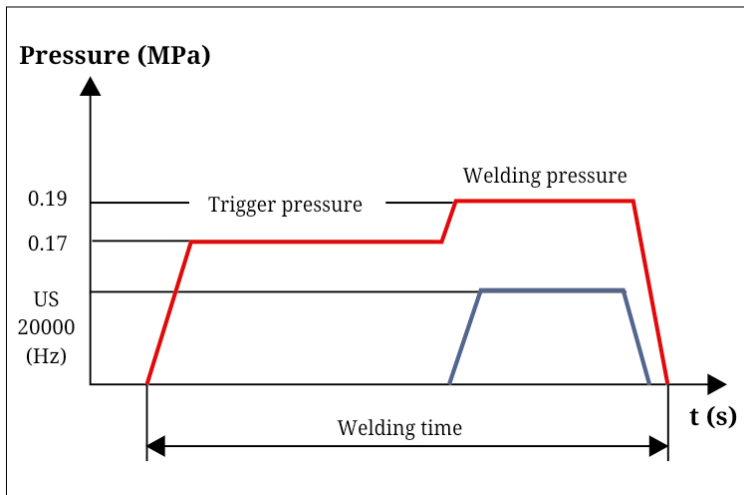 Pressure (MPa)
Welding pressure
0.19
Trigger pressure
0.17
US
20000
(Hz)
t (s)
Welding time